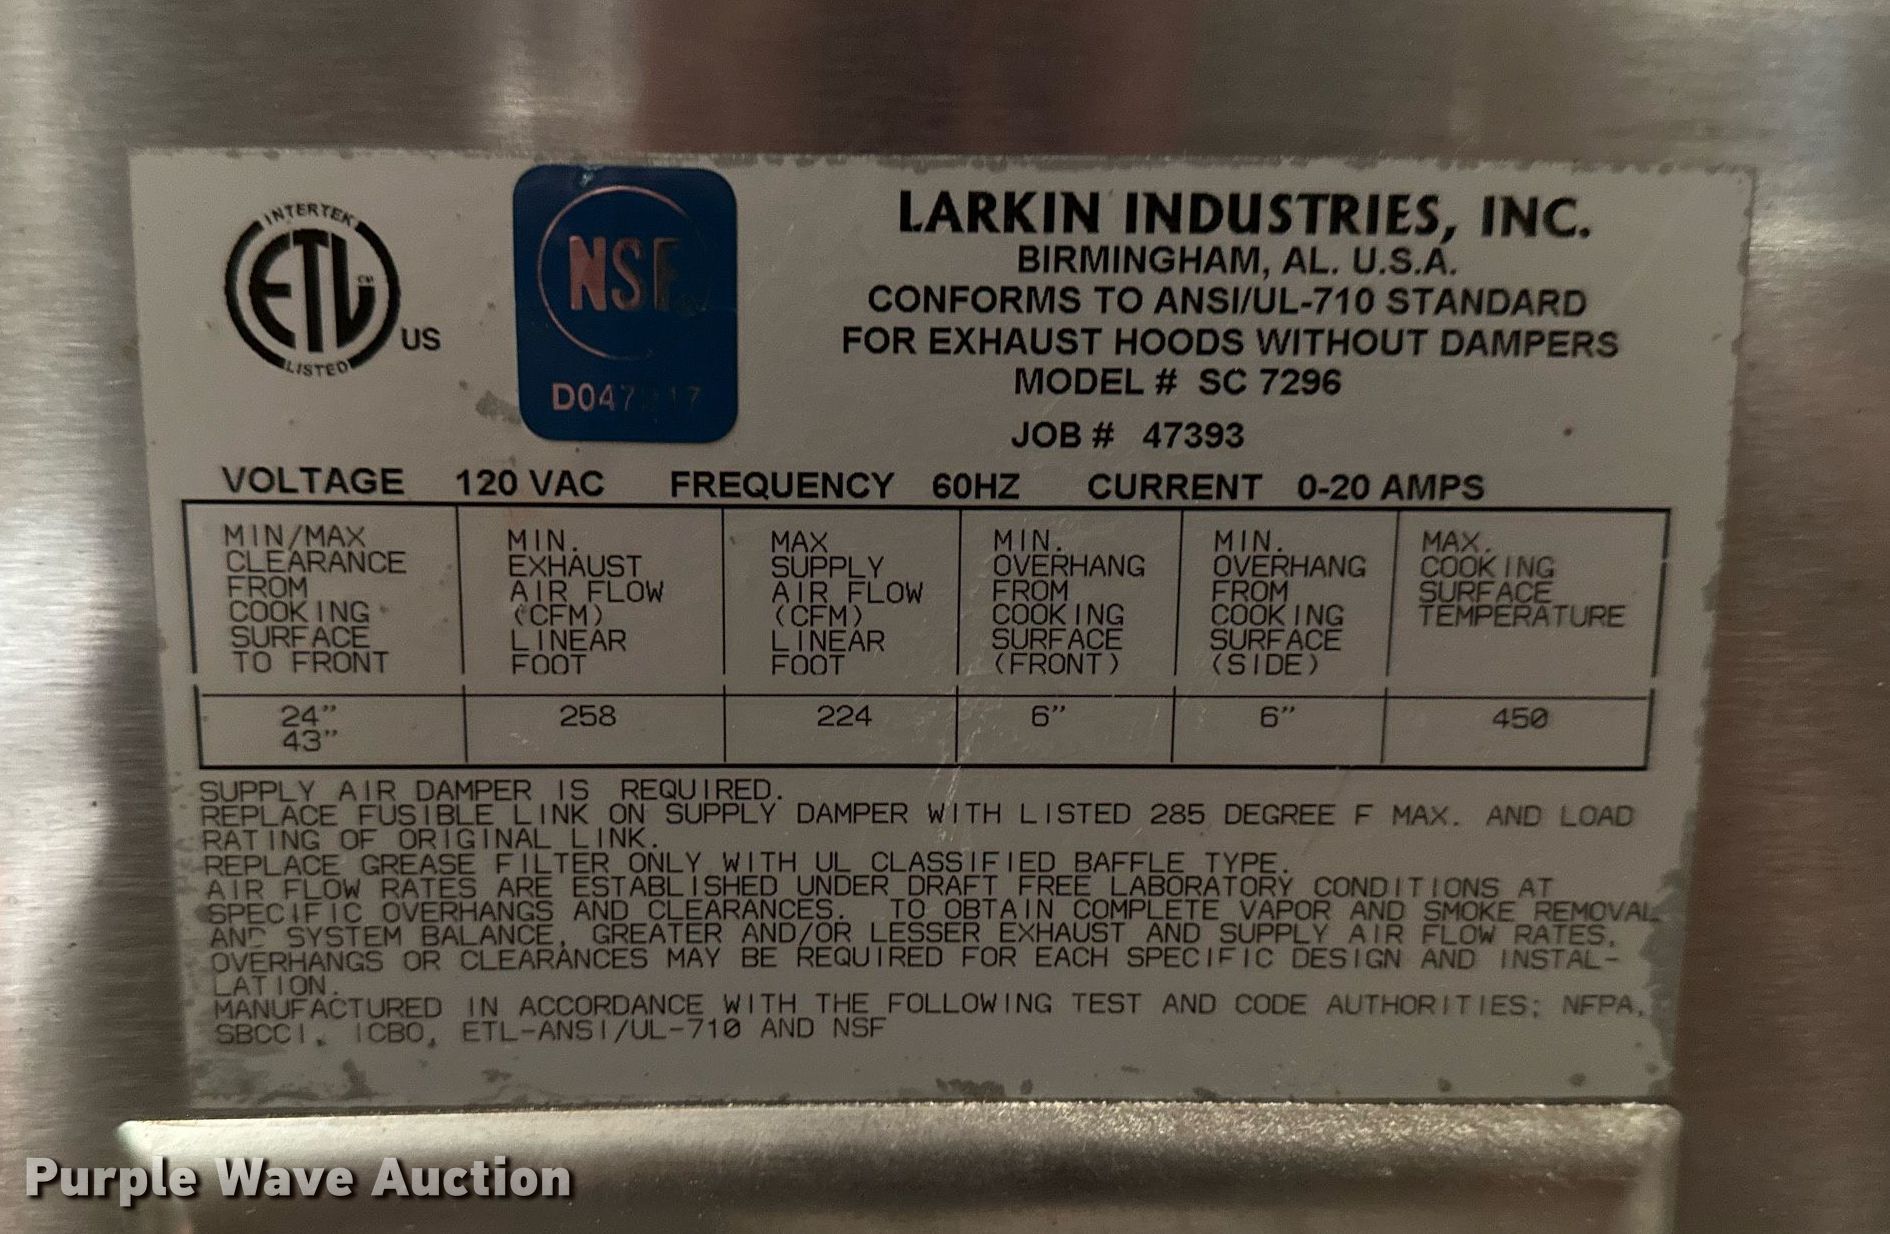 INTERTEK
ETL CM
LISTED
US
NSF
LARKIN INDUSTRIES, INC.
BIRMINGHAM, AL. U.S.A.
CONFORMS TO ANSI/UL-710 STANDARD
FOR EXHAUST HOODS WITHOUT DAMPERS
MODEL # SC 7296
JOB # 47393
VOLTAGE 120 VAC FREQUENCY 60HZ CURRENT 0-20 AMPS
MIN/MAX
CLEARANCE
FROM
COOKING
SURFACE
TO FRONT
MIN.
EXHAUST
AIR FLOW
(CFM)
LINEAR
FOOT
MAX
SUPPLY
AIR FLOW
(CFM)
LINEAR
FOOT
MIN.
OVERHANG
FROM
COOKING
SURFACE
(FRONT)
MIN.
OVERHANG
FROM
COOKING
SURFACE
(SIDE)
MAX.
COOKING
SURFACE
TEMPERATURE
24"
43"
258
224
6"
6"
450
SUPPLY AIR DAMPER IS REQUIRED.
REPLACE FUSIBLE LINK ON SUPPLY DAMPER WITH LISTED 285 DEGREE F MAX. AND LOAD
RATING OF ORIGINAL LINK.
REPLACE GREASE FILTER ONLY WITH UL CLASSIFIED BAFFLE TYPE.
AIR FLOW RATES ARE ESTABLISHED UNDER DRAFT FREE LABORATORY CONDITIONS AT
SPECIFIC OVERHANGS AND CLEARANCES. TO OBTAIN COMPLETE VAPOR AND SMOKE REMOVAL
AND SYSTEM BALANCE, GREATER AND/OR LESSER EXHAUST AND SUPPLY AIR FLOW RATES,
OVERHANGS OR CLEARANCES MAY BE REQUIRED FOR EACH SPECIFIC DESIGN AND INSTAL-
LATION.
MANUFACTURED IN ACCORDANCE WITH THE FOLLOWING TEST AND CODE AUTHORITIES; NFPA,
SBCCI, ICBO, ETL-ANSI/UL-710 AND NSF
Purple Wave Auction